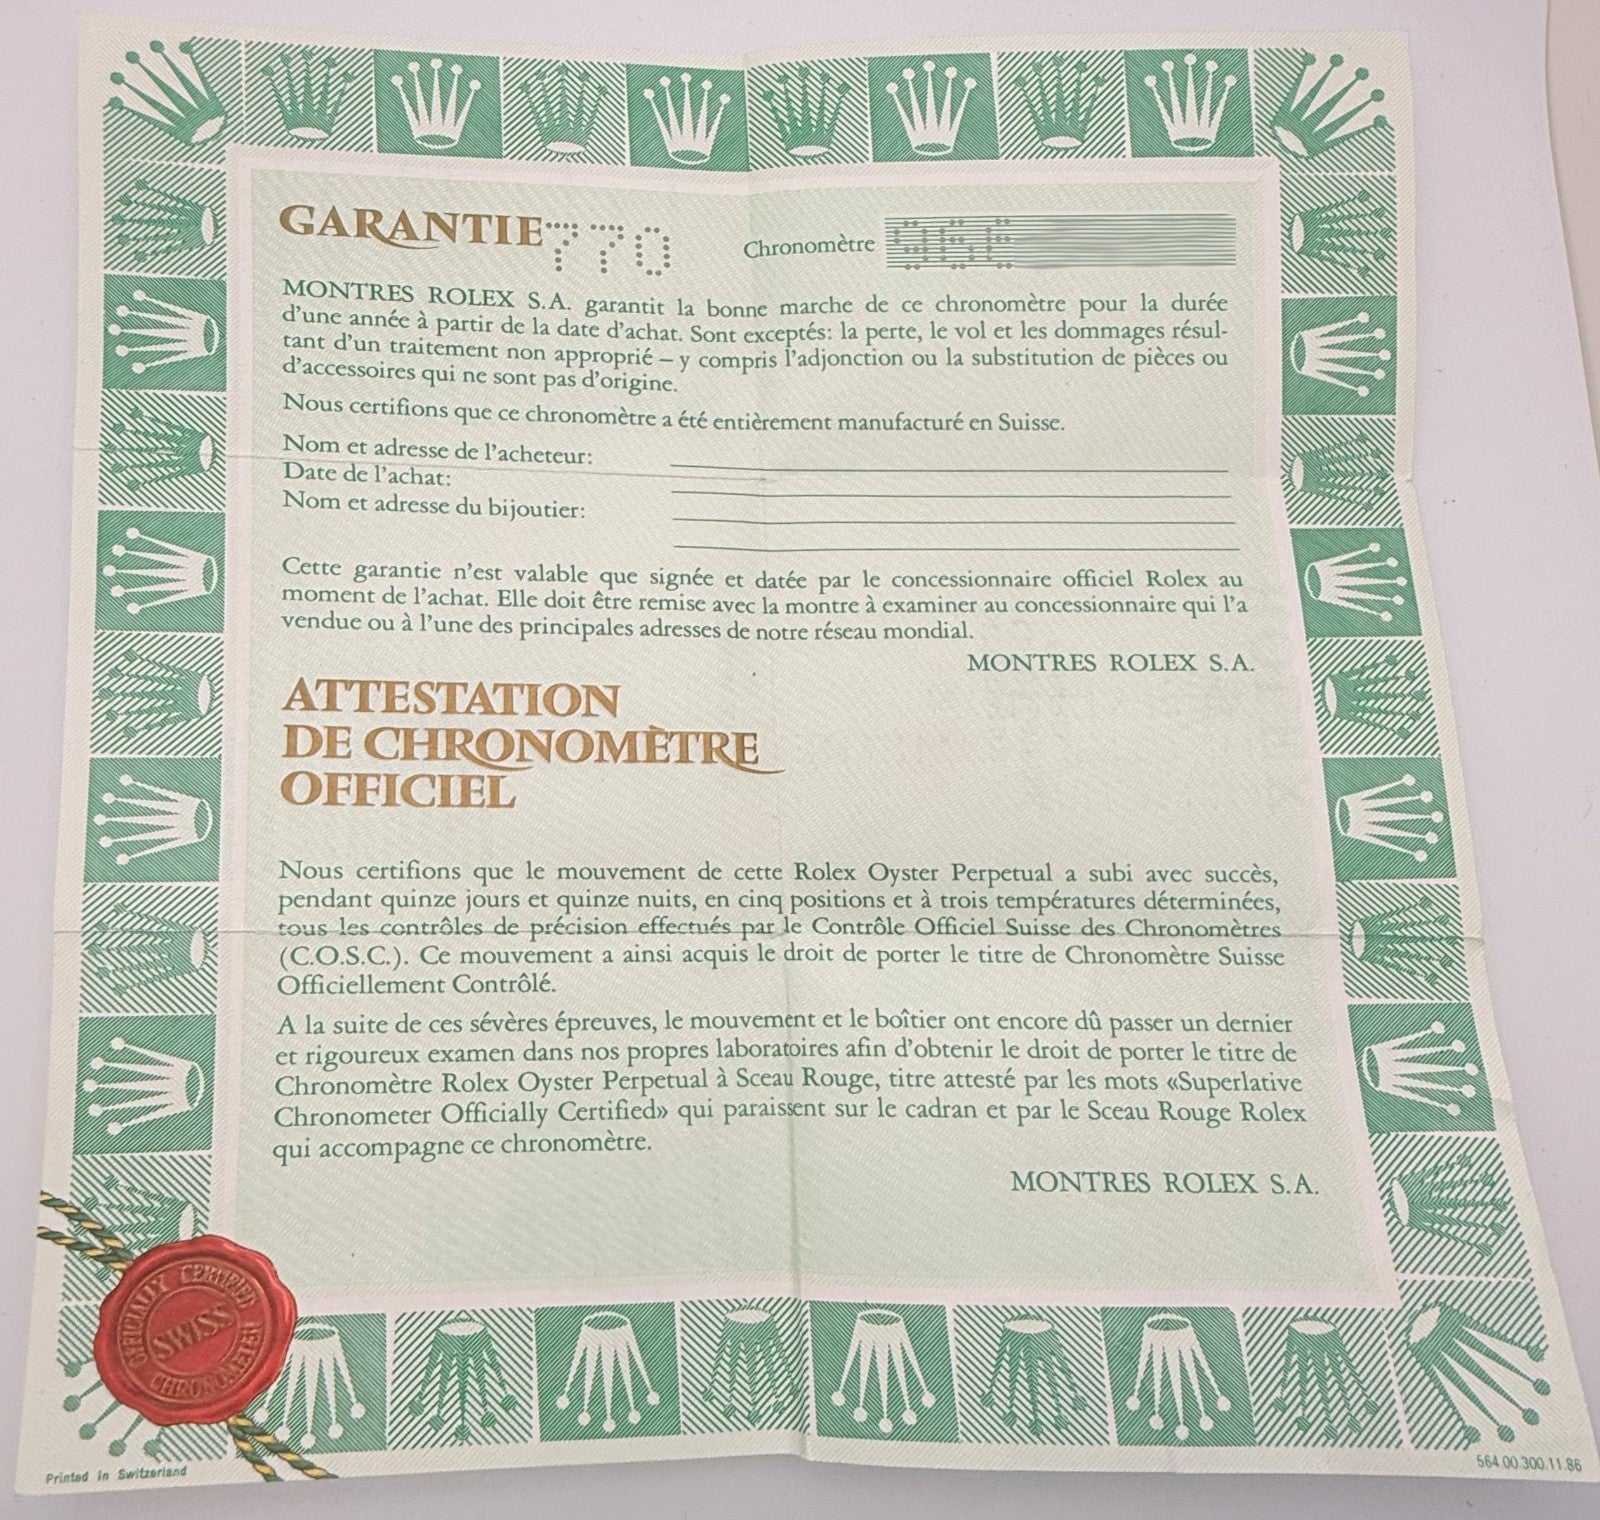 GARANTIE 770
Chronomètre
MONTRES ROLEX S.A. garantit la bonne marche de ce chronomètre pour la durée
d'une année à partir de la date d'achat. Sont exceptés: la perte, le vol et les dommages résul-
tant d'un traitement non approprié – y compris l'adjonction ou la substitution de pièces ou
d'accessoires qui ne sont pas d'origine.
Nous certifions que ce chronomètre a été entièrement manufacturé en Suisse.
Nom et adresse de l'acheteur:
Date de l'achat:
Nom et adresse du bijoutier:
Cette garantie n'est valable que signée et datée par le concessionnaire officiel Rolex au
moment de l'achat. Elle doit être remise avec la montre à examiner au concessionnaire qui l'a
vendue ou à l'une des principales adresses de notre réseau mondial.
MONTRES ROLEX S.A.
ATTESTATION
DE CHRONOMÈTRE
OFFICIEL
Nous certifions que le mouvement de cette Rolex Oyster Perpetual a subi avec succès,
pendant quinze jours et quinze nuits, en cinq positions et à trois températures déterminées,
tous les contrôles de précision effectués par le Contrôle Officiel Suisse des Chronomètres
(C.O.S.C.). Ce mouvement a ainsi acquis le droit de porter le titre de Chronomètre Suisse
Officiellement Contrôlé.
A la suite de ces sévères épreuves, le mouvement et le boîtier ont encore dû passer un dernier
et rigoureux examen dans nos propres laboratoires afin d'obtenir le droit de porter le titre de
Chronomètre Rolex Oyster Perpetual à Sceau Rouge, titre attesté par les mots «Superlative
Chronometer Officially Certified» qui paraissent sur le cadran et par le Sceau Rouge Rolex
qui accompagne ce chronomètre.
MONTRES ROLEX S.A.
OFFICIALLY CERTIFIED
SWISS
CHRONOMETER
Printed in Switzerland
564.00.300.11.86